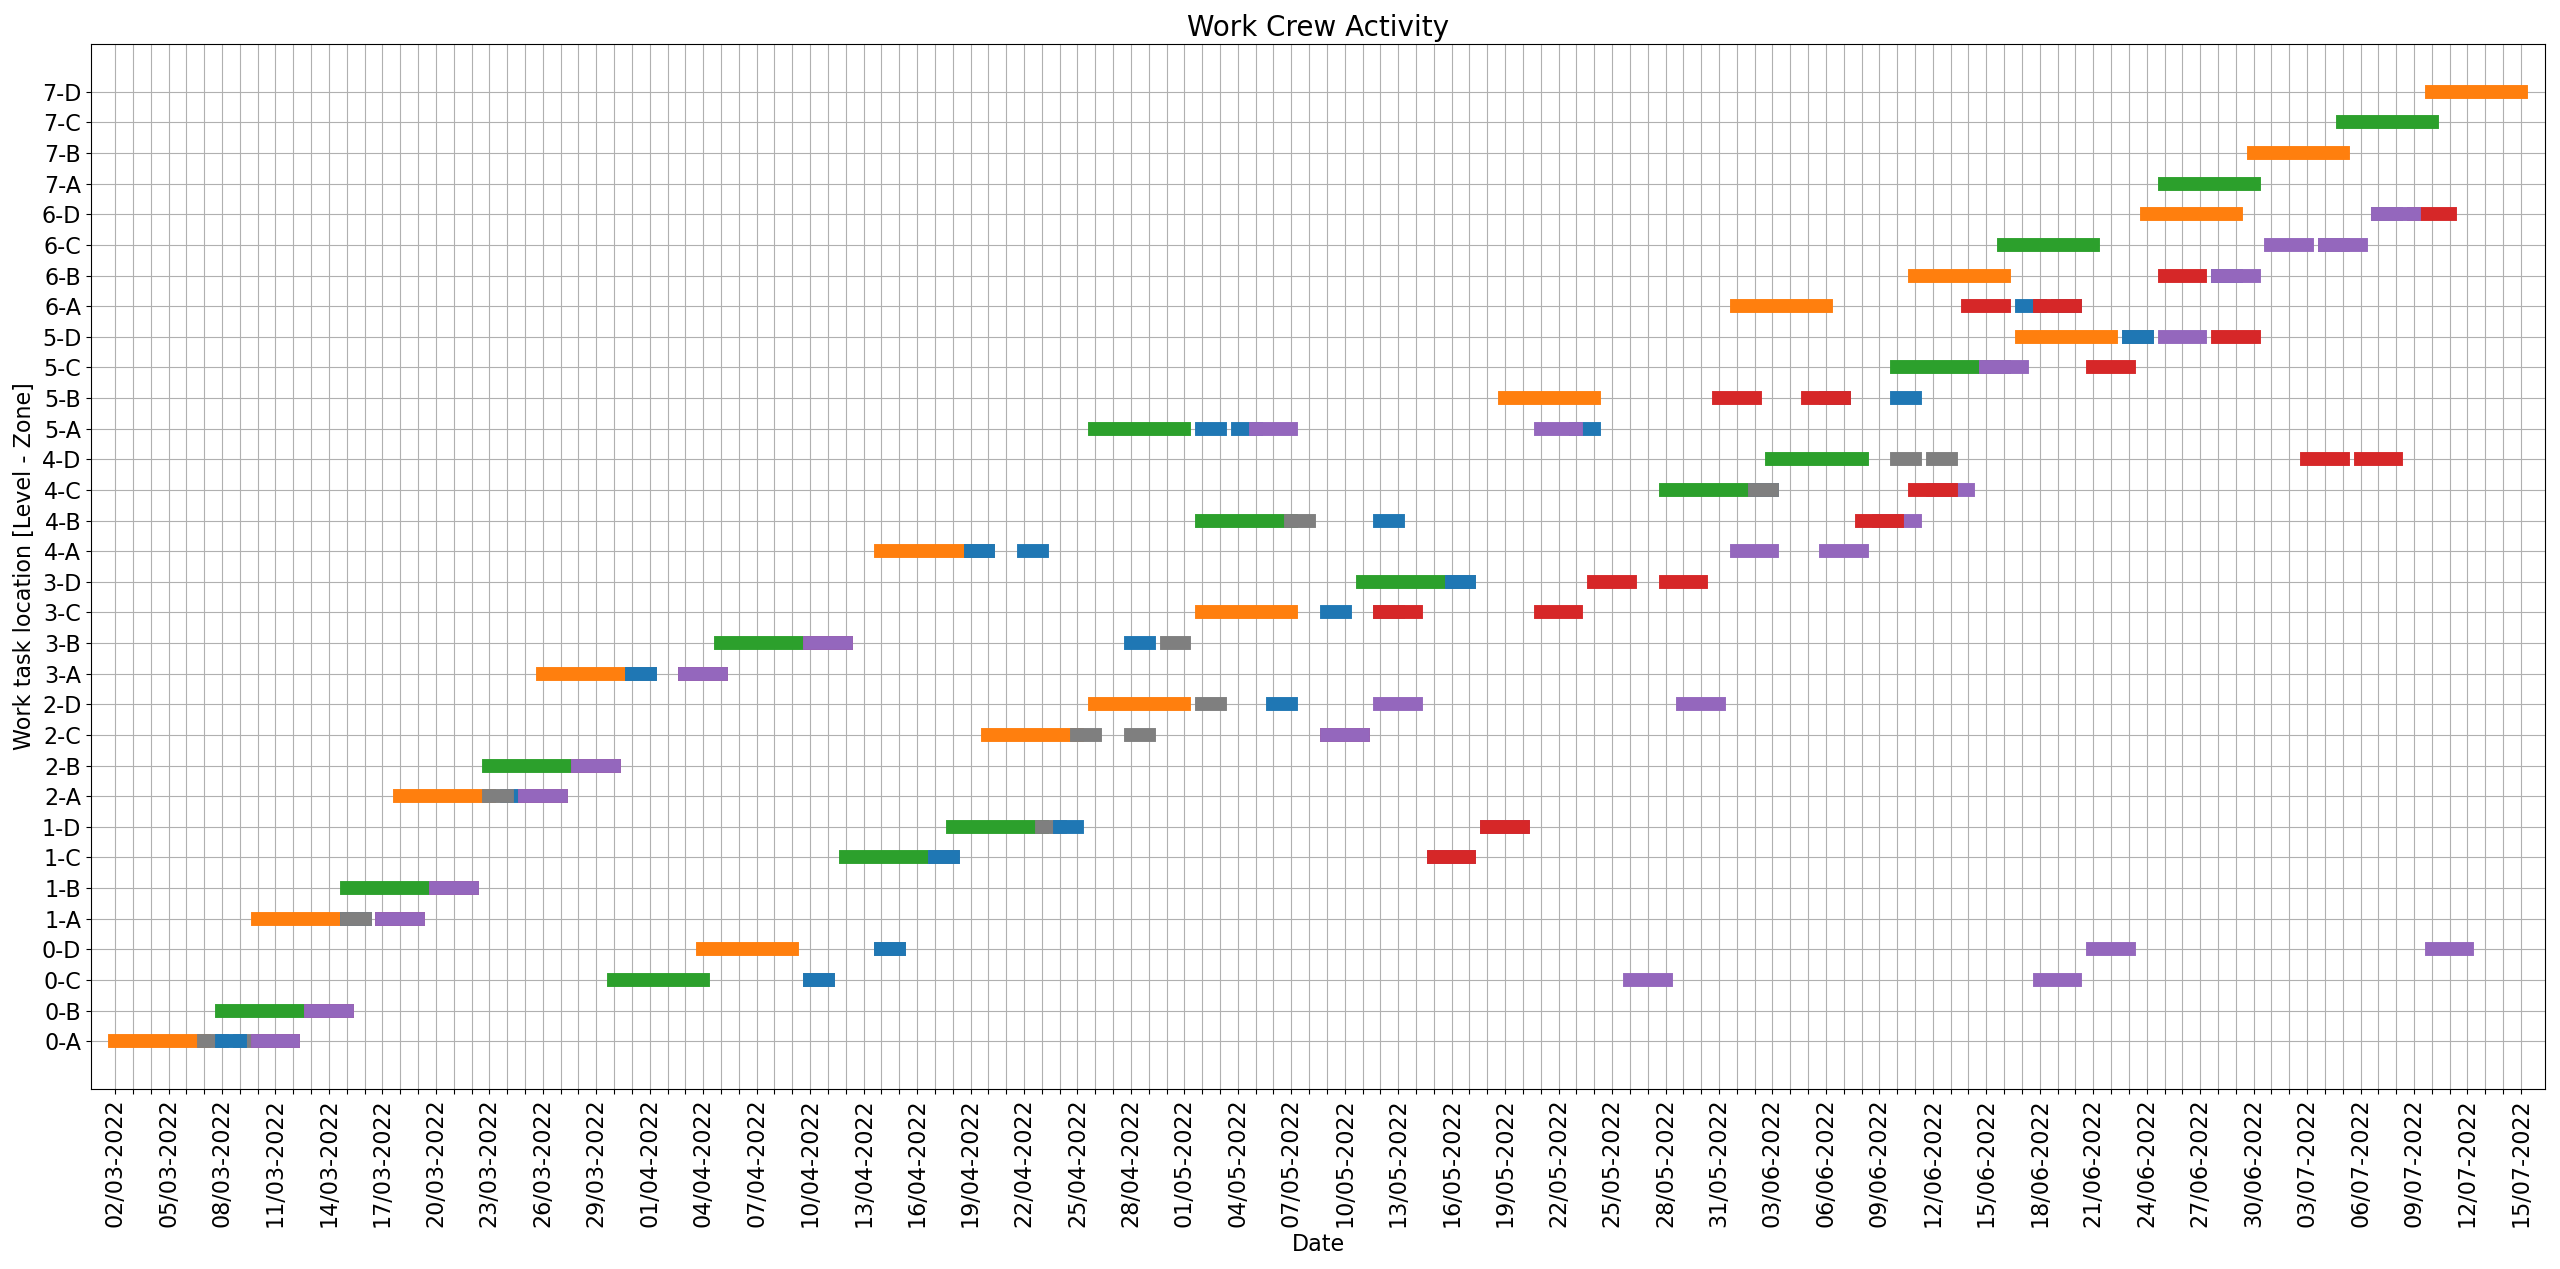 Work Crew Activity
Work task location [Level - Zone]
7-D
7-C
7-B
7-A
6-D
6-C
6-B
6-A
5-D
5-C
5-B
5-A
4-D
4-C
4-B
4-A
3-D
3-C
3-B
3-A
2-D
2-C
2-B
2-A
1-D
1-C
1-B
1-A
0-D
0-C
0-B
0-A
02/03-2022
05/03-2022
08/03-2022
11/03-2022
14/03-2022
17/03-2022
20/03-2022
23/03-2022
26/03-2022
29/03-2022
01/04-2022
04/04-2022
07/04-2022
10/04-2022
13/04-2022
16/04-2022
19/04-2022
22/04-2022
25/04-2022
28/04-2022
01/05-2022
04/05-2022
07/05-2022
10/05-2022
13/05-2022
16/05-2022
19/05-2022
22/05-2022
25/05-2022
28/05-2022
31/05-2022
03/06-2022
06/06-2022
09/06-2022
12/06-2022
15/06-2022
18/06-2022
21/06-2022
24/06-2022
27/06-2022
30/06-2022
03/07-2022
06/07-2022
09/07-2022
12/07-2022
15/07-2022
Date